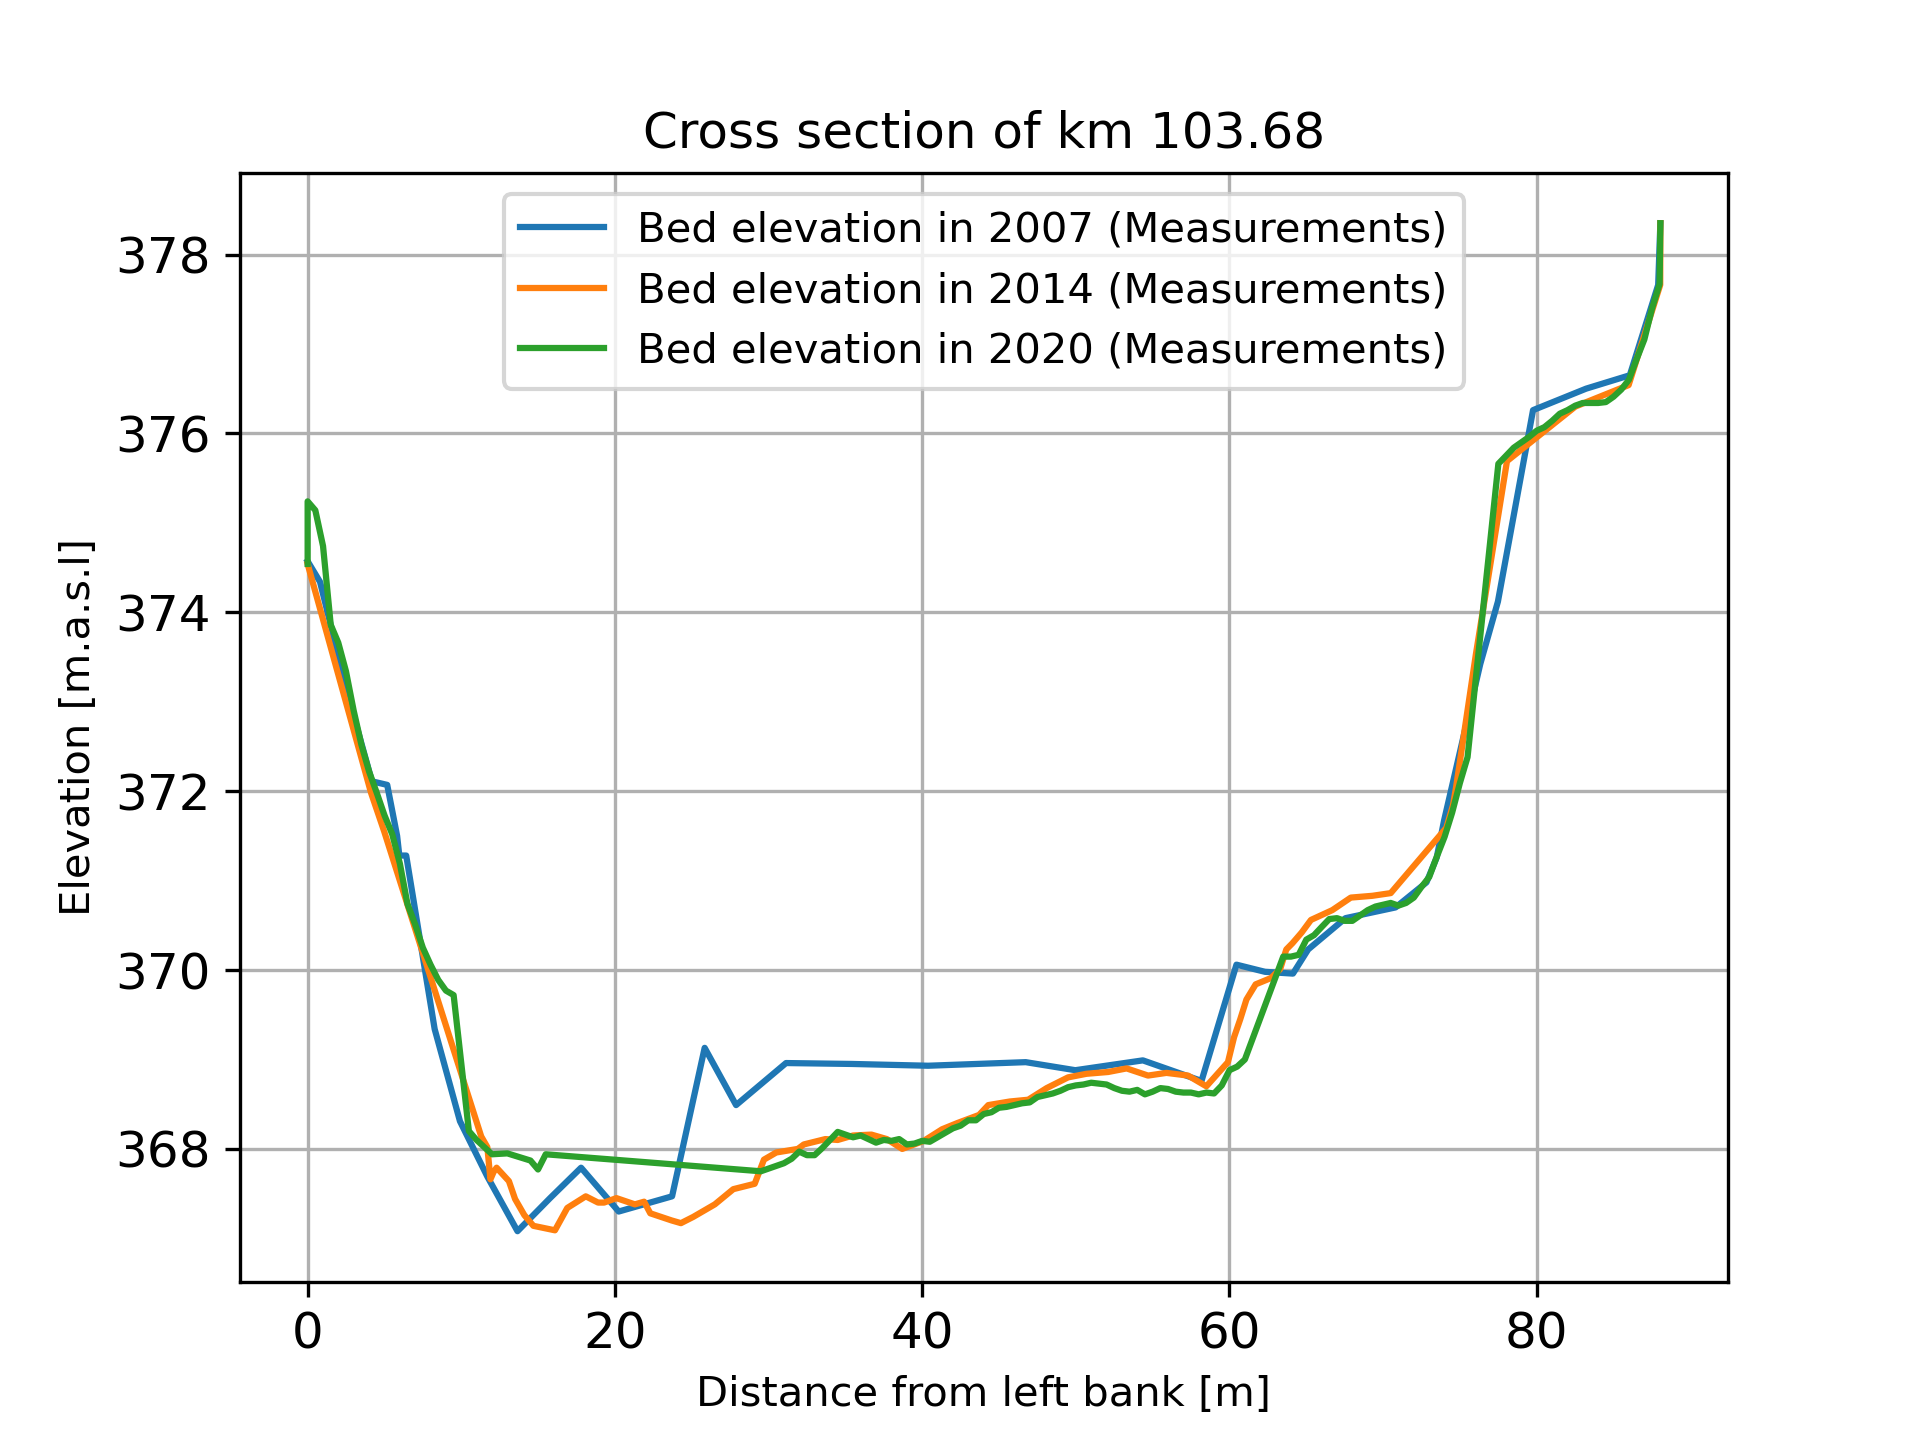 Cross section of km 103.68
Bed elevation in 2007 (Measurements)
Bed elevation in 2014 (Measurements)
Bed elevation in 2020 (Measurements)
378
376
374
372
370
368
Elevation [m.a.s.l]
0 20 40 60 80
Distance from left bank [m]